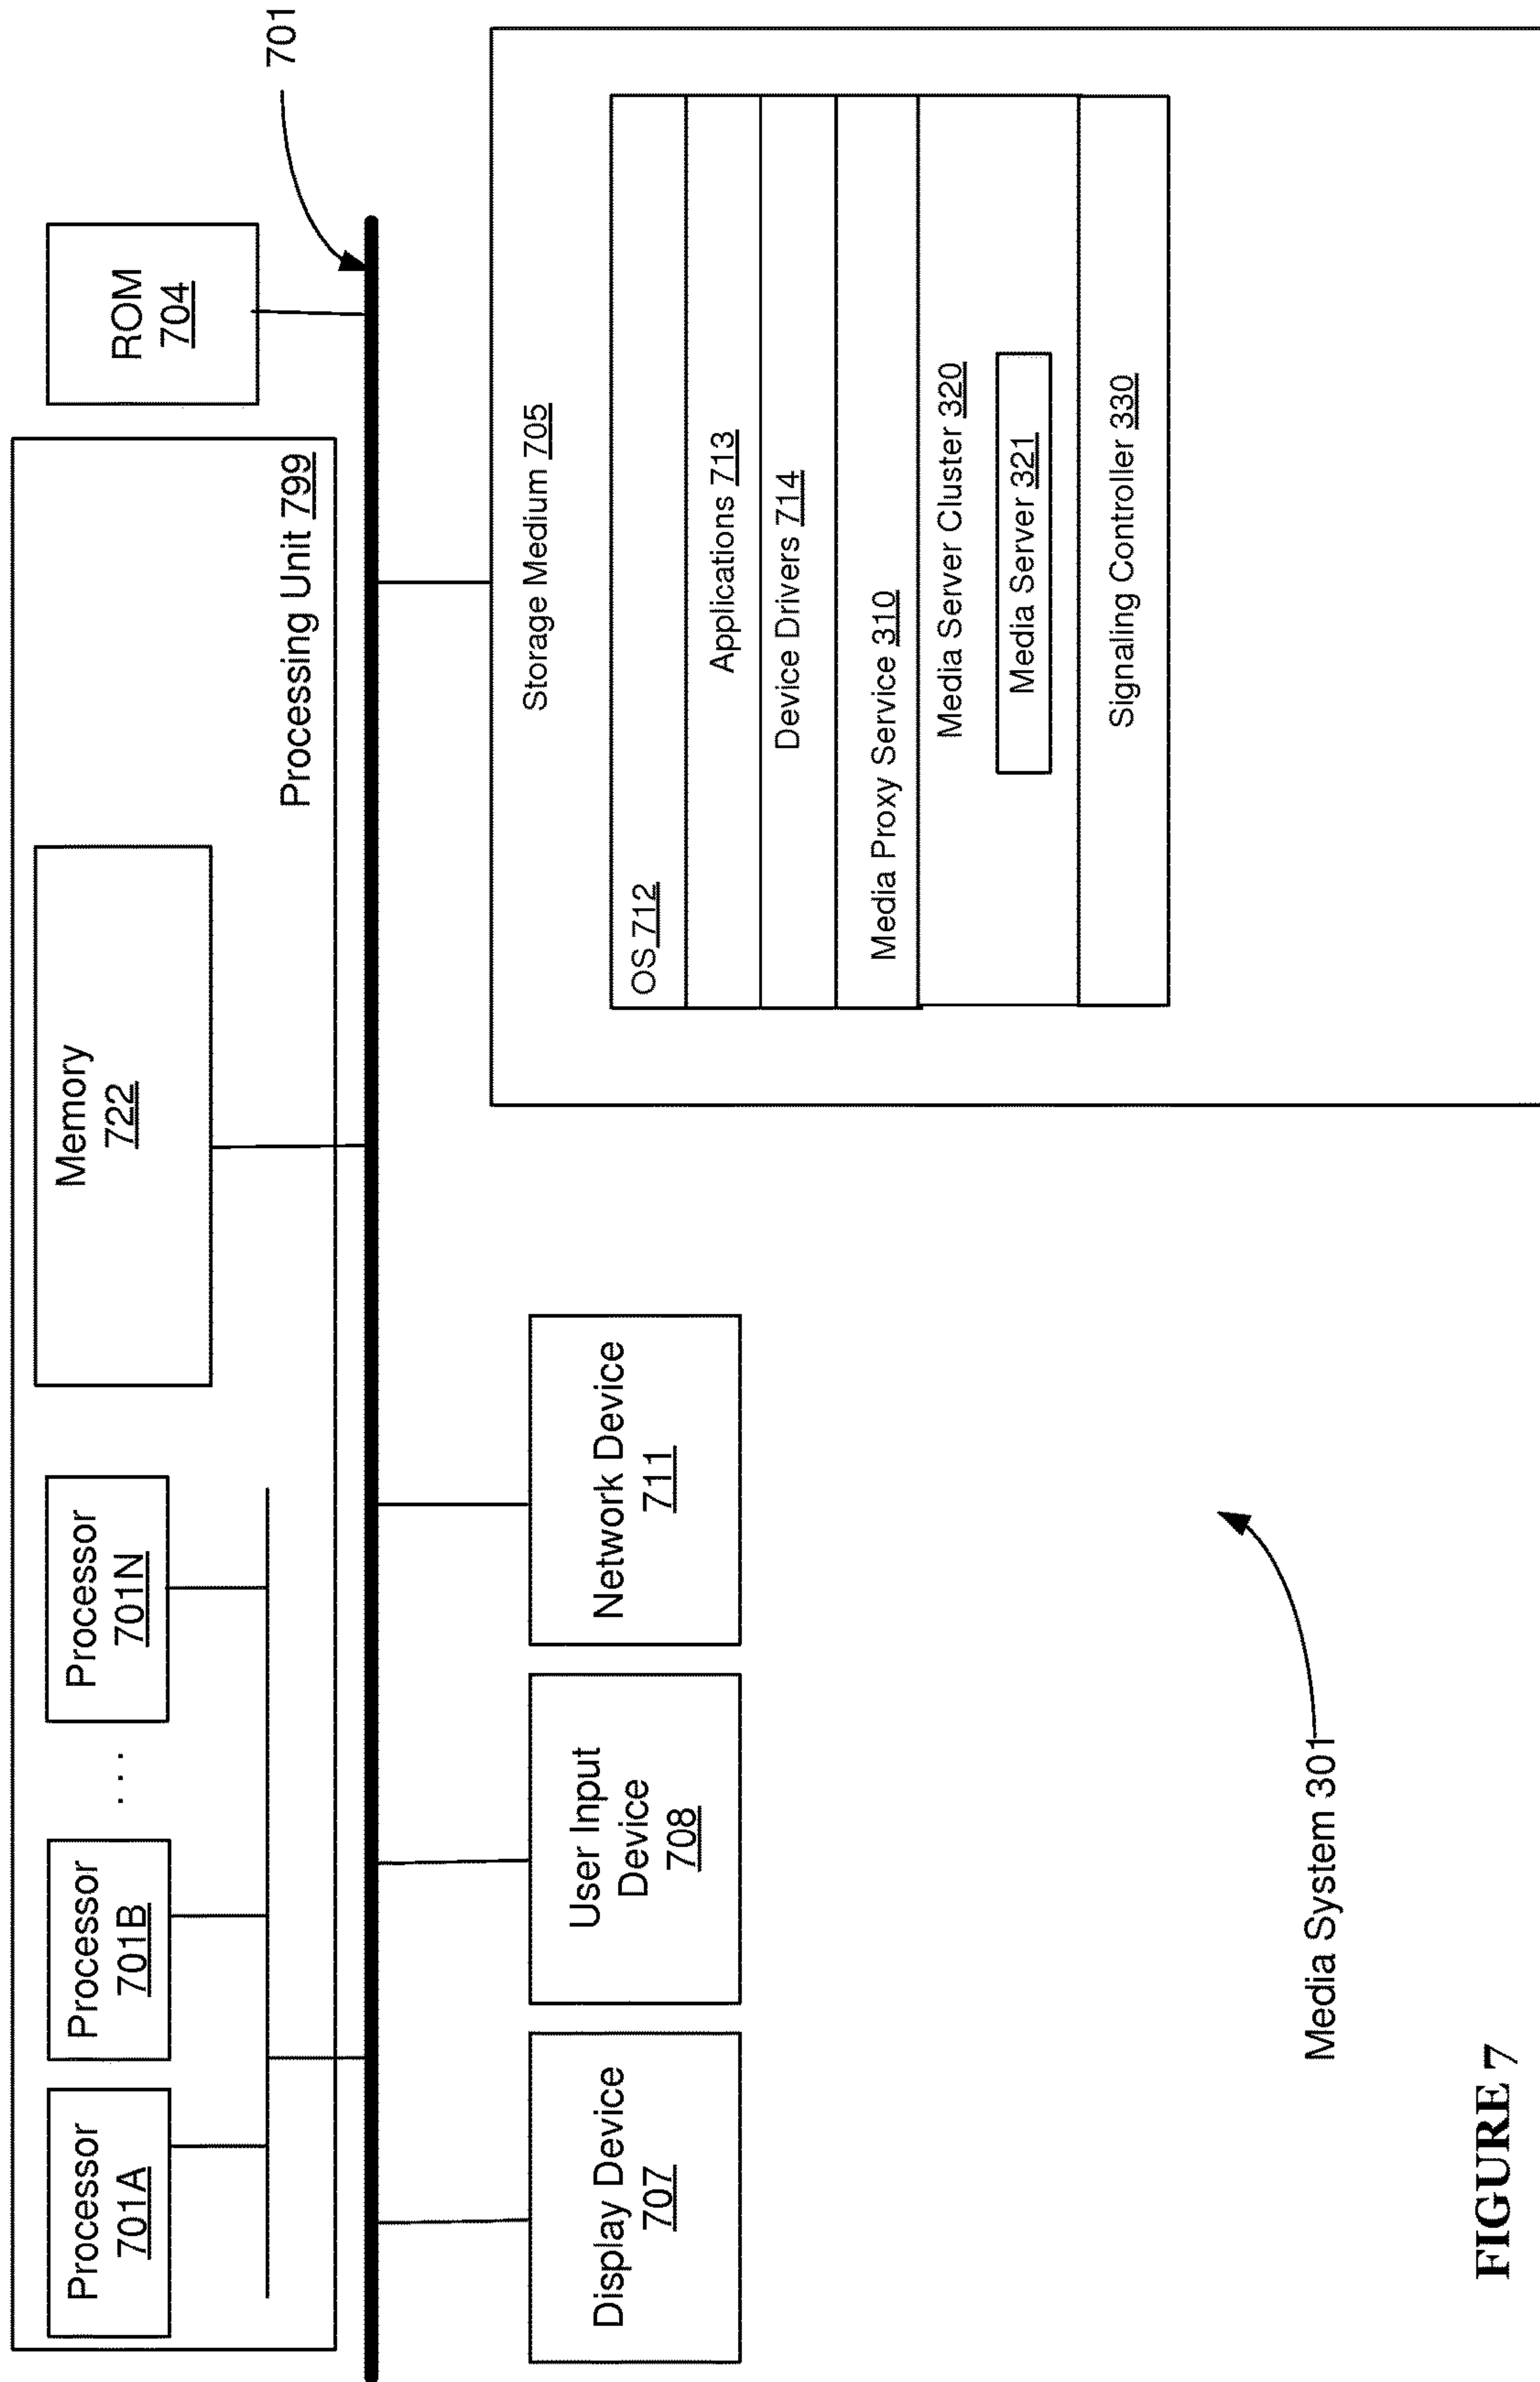 Processor
701A
Processor
701B
. . .
Processor
701N
Memory
722
Processing Unit 799
ROM
704
701
Display Device
707
User Input
Device
708
Network Device
711
Storage Medium 705
OS 712
Applications 713
Device Drivers 714
Media Proxy Service 310
Media Server Cluster 320
Media Server 321
Signaling Controller 330
Media System 301
FIGURE 7